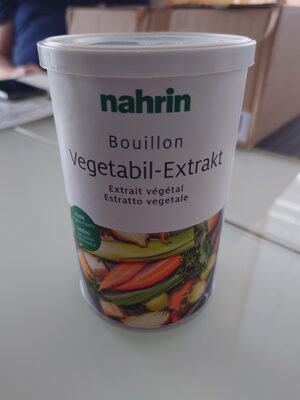 nahrin
Bouillon
Vegetabil-Extrakt
Extrait végétal
Estratto vegetale